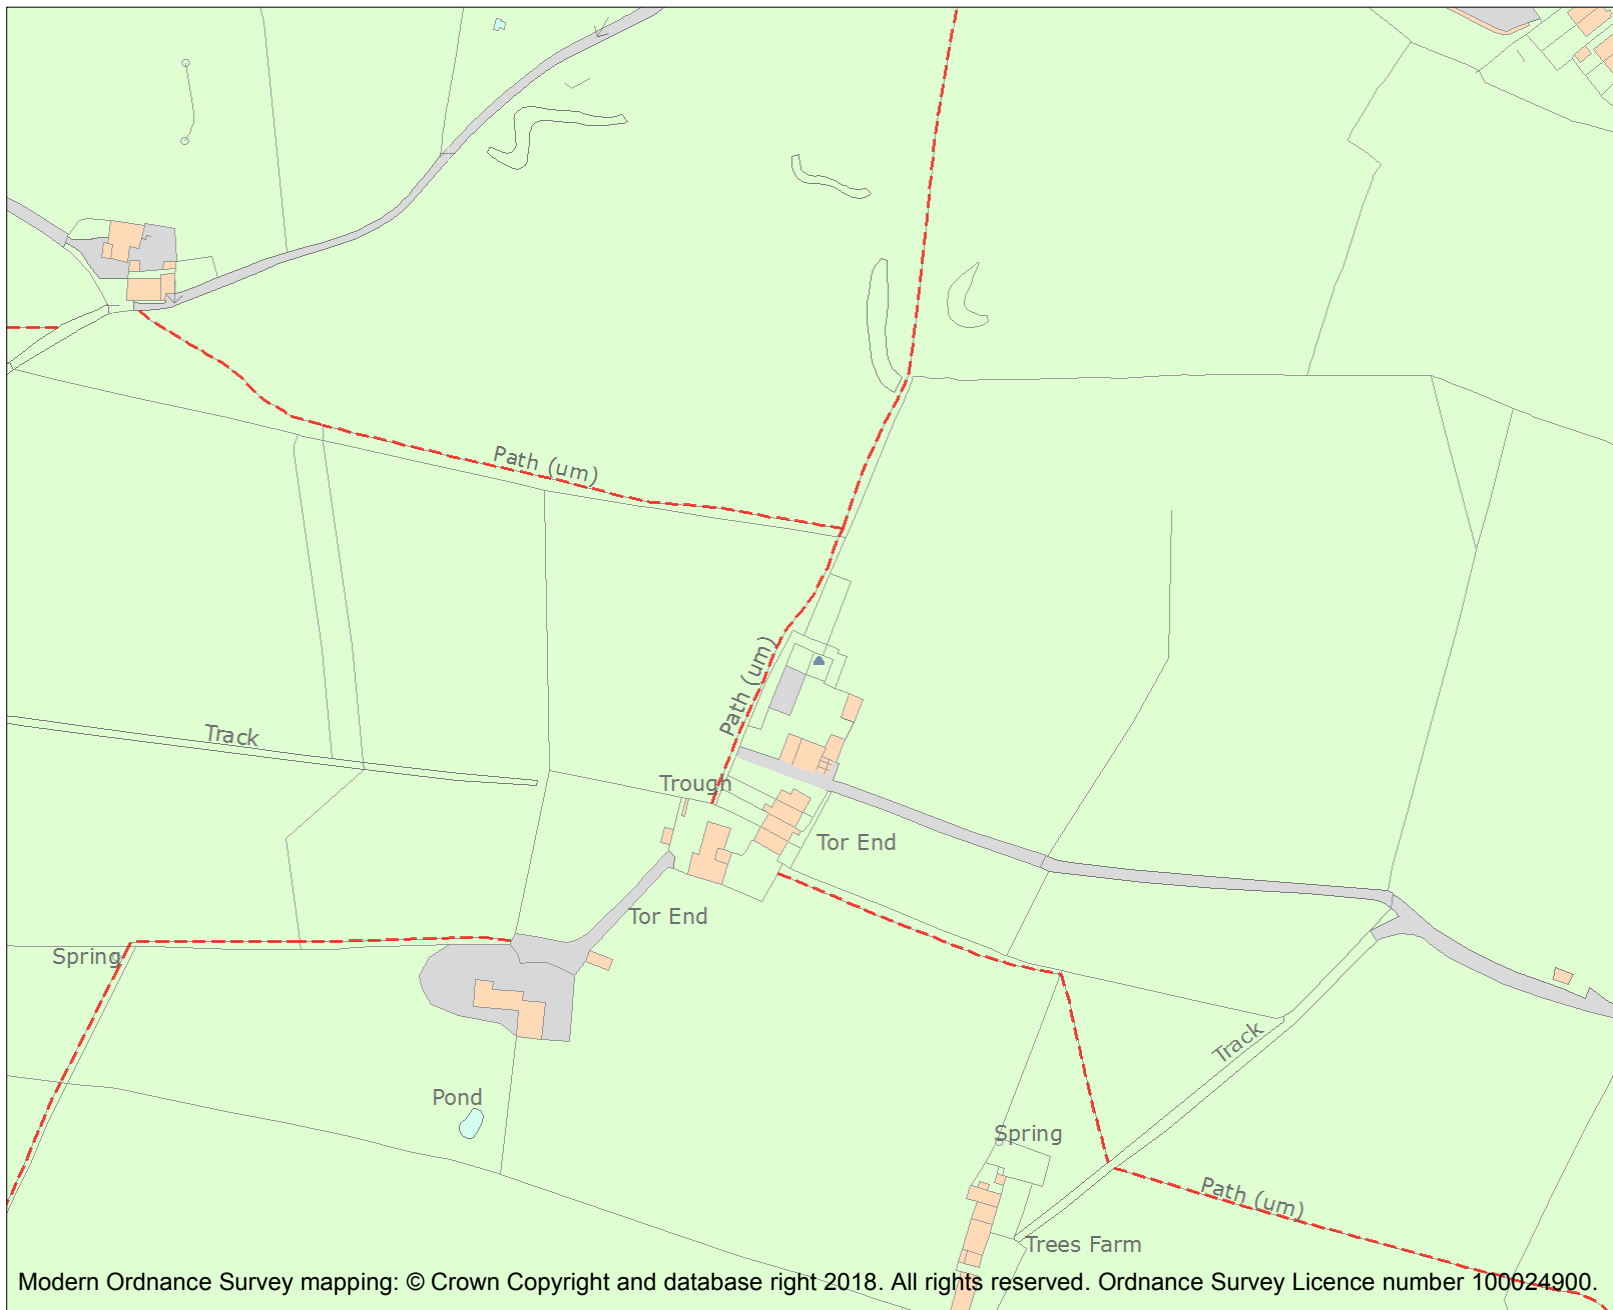 Path (um)
Path (um)
Track
Trough
Tor End
Tor End
Spring
Track
Pond
Spring
Path (um)
Trees Farm
Modern Ordnance Survey mapping: © Crown Copyright and database right 2018. All rights reserved. Ordnance Survey Licence number 100024900.